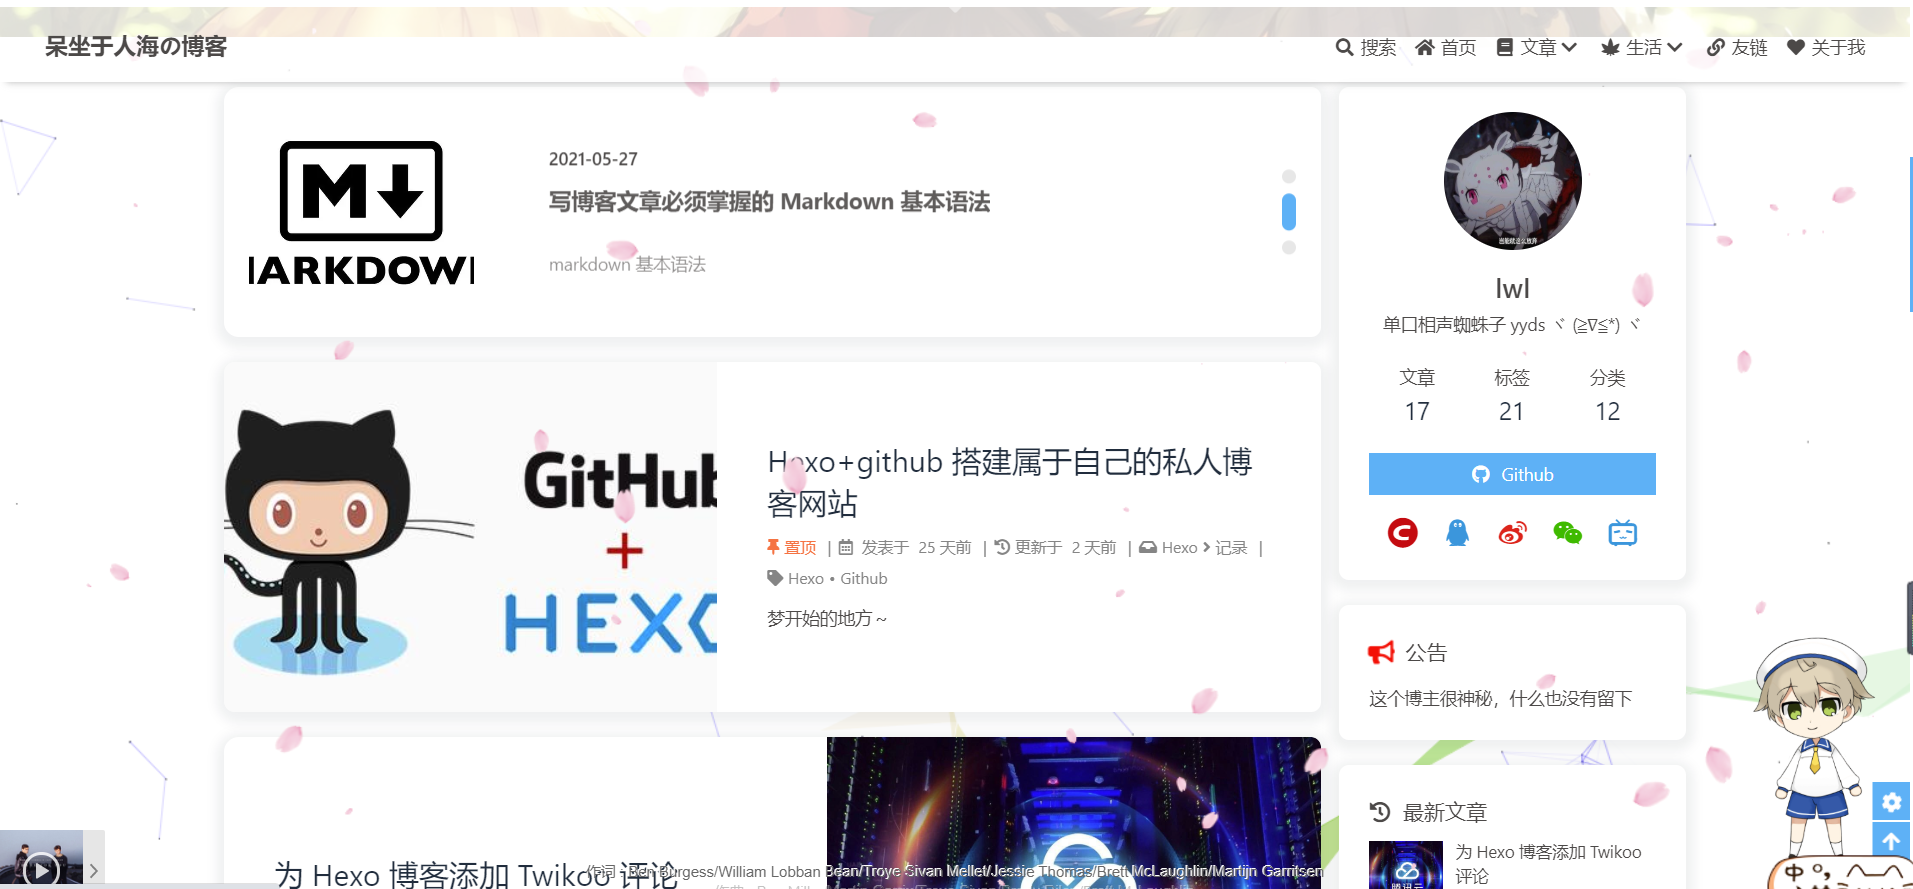 呆坐于人海の博客
搜索 首页 文章 生活 友链 关于我
MARKDOWN
2021-05-27
写博客文章必须掌握的 Markdown 基本语法
markdown 基本语法
GitHub
+
HEXO
Hexo+github 搭建属于自己的私人博
客网站
置顶 | 发表于 25 天前 | 更新于 2 天前 | Hexo 记录 |
Hexo • Github
梦开始的地方 ~
为 Hexo 博客添加 Twikoo 评论
作词 : Ben Burgess/William Lobban Bean/Troye Sivan Mellet/Jessie Thomas/Brett McLaughlin/Martijn Garritsen
lwl
单口相声蜘蛛子 yyds ヾ (≧∇≦*) ヾ
文章 标签 分类
17 21 12
Github
公告
这个博主很神秘，什么也没有留下
最新文章
为 Hexo 博客添加 Twikoo
评论
腾讯云